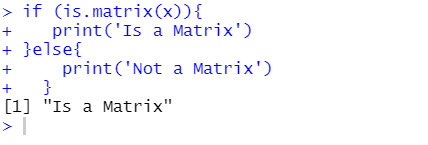 > if (is.matrix(x)){
+   print('Is a Matrix')
+ }else{
+    print('Not a Matrix')
+  }
[1] "Is a Matrix"
>